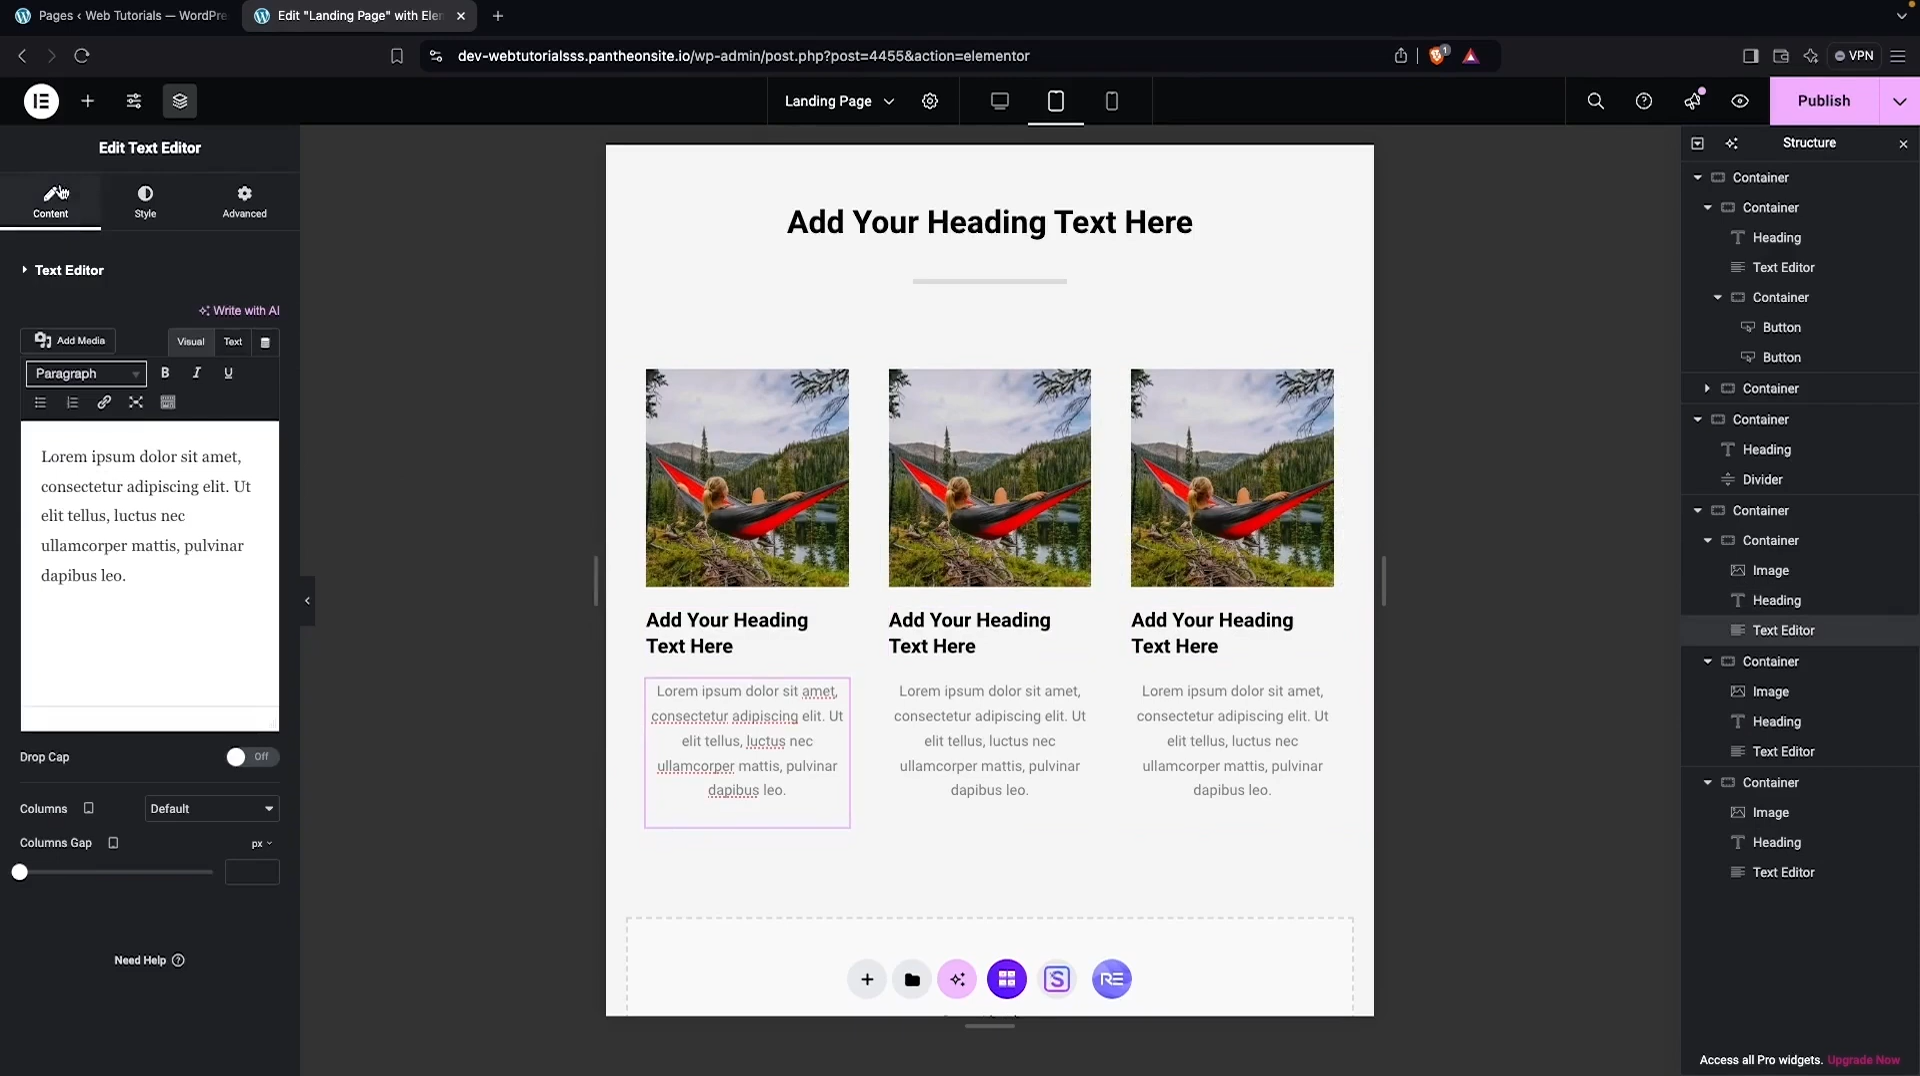 Pages ‹ Web Tutorials — WordPre
Edit "Landing Page" with Ele
dev-webtutorialsss.pantheonsite.io/wp-admin/post.php?post=4455&action=elementor
1
VPN
Landing Page
Publish
Edit Text Editor
Content
Style
Advanced
Text Editor
Write with AI
Add Media
Visual
Text
Paragraph
B
I
U
Lorem ipsum dolor sit amet,
consectetur adipiscing elit. Ut
elit tellus, luctus nec
ullamcorper mattis, pulvinar
dapibus leo.
Drop Cap
Off
Columns
Default
Columns Gap
px
Need Help
Add Your Heading Text Here
Add Your Heading
Text Here
Lorem ipsum dolor sit amet,
consectetur adipiscing elit. Ut
elit tellus, luctus nec
ullamcorper mattis, pulvinar
dapibus leo.
Add Your Heading
Text Here
Lorem ipsum dolor sit amet,
consectetur adipiscing elit. Ut
elit tellus, luctus nec
ullamcorper mattis, pulvinar
dapibus leo.
Add Your Heading
Text Here
Lorem ipsum dolor sit amet,
consectetur adipiscing elit. Ut
elit tellus, luctus nec
ullamcorper mattis, pulvinar
dapibus leo.
S
RE
Structure
Container
Container
Heading
Text Editor
Container
Button
Button
Container
Container
Heading
Divider
Container
Container
Image
Heading
Text Editor
Container
Image
Heading
Text Editor
Container
Image
Heading
Text Editor
Access all Pro widgets. Upgrade Now